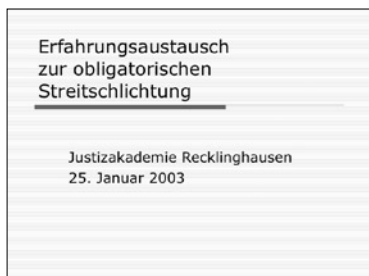 Erfahrungsaustausch
zur obligatorischen
Streitschlichtung
Justizakademie Recklinghausen
25. Januar 2003